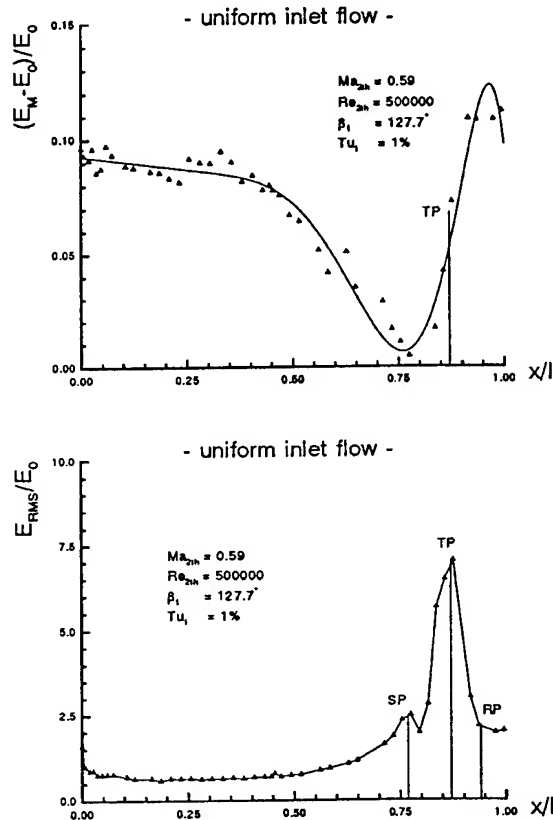 - uniform inlet flow -
(E_M-E_0)/E_0
0.15
Ma_2th = 0.59
Re_2th = 500000
β_1 = 127.7°
Tu_1 = 1%
0.10
TP
0.05
0.00
0.00 0.25 0.50 0.75 1.00 x/l
- uniform inlet flow -
E_RMS/E_0
10.0
7.5
TP
Ma_2th = 0.59
Re_2th = 500000
β_1 = 127.7°
Tu_1 = 1%
5.0
SP
RP
2.5
0.0
0.00 0.25 0.50 0.75 1.00 x/l